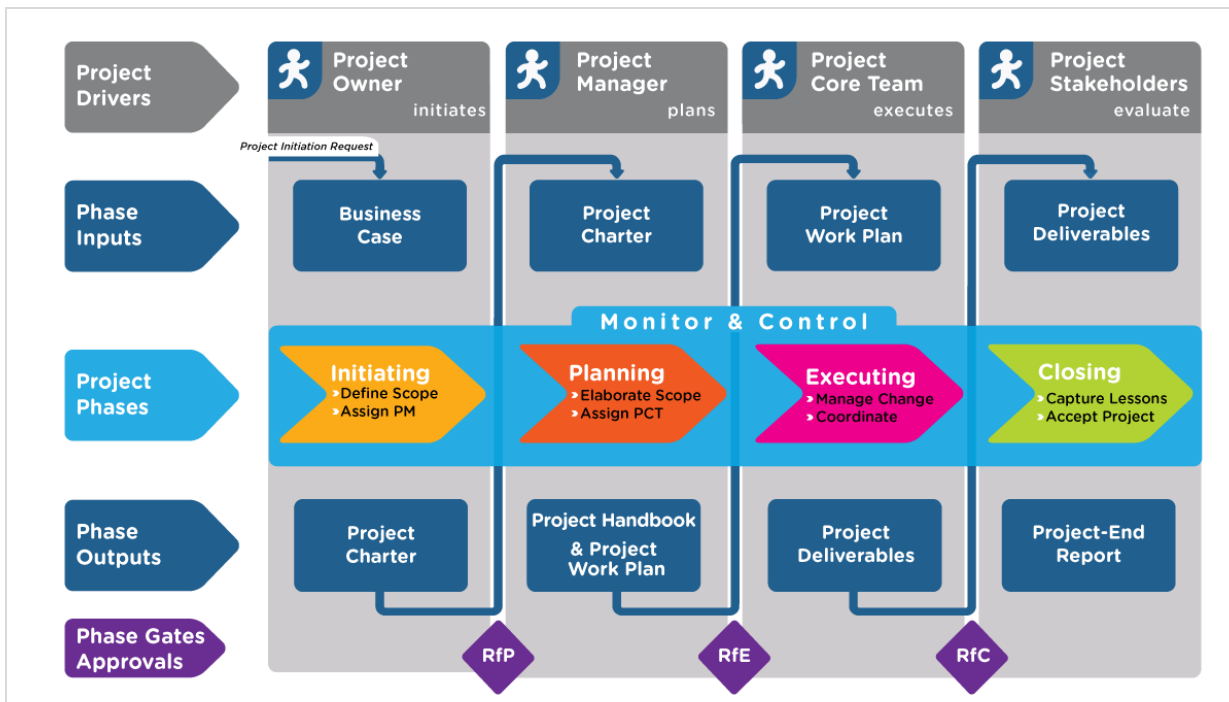 Project
Drivers
Project
Owner
initiates
Project
Manager
plans
Project
Core Team
executes
Project
Stakeholders
evaluate
Project Initiation Request
Phase
Inputs
Business
Case
Project
Charter
Project
Work Plan
Project
Deliverables
Monitor & Control
Project
Phases
Initiating
»Define Scope
»Assign PM
Planning
»Elaborate Scope
»Assign PCT
Executing
»Manage Change
»Coordinate
Closing
»Capture Lessons
»Accept Project
Phase
Outputs
Project
Charter
Project Handbook
& Project
Work Plan
Project
Deliverables
Project-End
Report
Phase Gates
Approvals
RfP
RfE
RfC